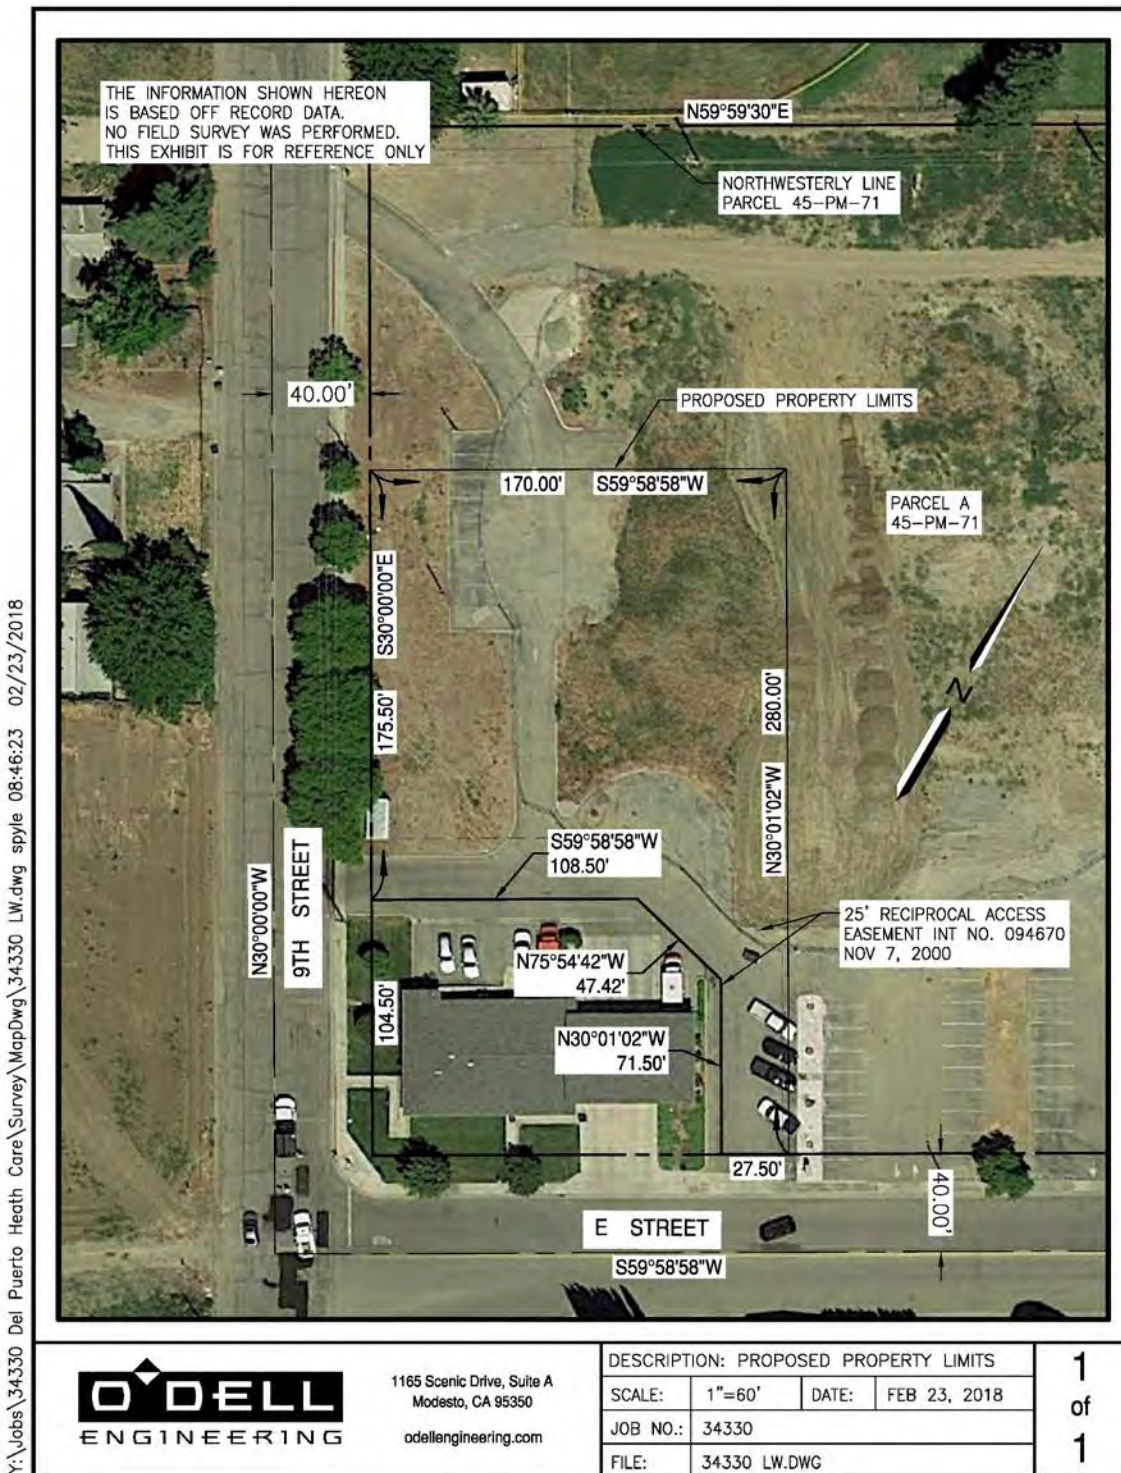 THE INFORMATION SHOWN HEREON
IS BASED OFF RECORD DATA.
NO FIELD SURVEY WAS PERFORMED.
THIS EXHIBIT IS FOR REFERENCE ONLY
N59°59'30"E
NORTHWESTERLY LINE
PARCEL 45-PM-71
40.00'
PROPOSED PROPERTY LIMITS
170.00' S59°58'58"W
PARCEL A
45-PM-71
S30°00'00"E
175.50'
280.00'
N30°01'02"W
N
S59°58'58"W
108.50'
N30°00'00"W
9TH STREET
25' RECIPROCAL ACCESS
EASEMENT INT NO. 094670
NOV 7, 2000
N75°54'42"W
47.42'
104.50'
N30°01'02"W
71.50'
27.50'
40.00'
E STREET
S59°58'58"W
Y:\Jobs\34330 Del Puerto Heath Care\Survey\MapDwg\34330 LW.dwg spyle 08:46:23 02/23/2018
O'DELL
ENGINEERING
1165 Scenic Drive, Suite A
Modesto, CA 95350
odellengineering.com
DESCRIPTION: PROPOSED PROPERTY LIMITS
SCALE: 1"=60' DATE: FEB 23, 2018
JOB NO.: 34330
FILE: 34330 LW.DWG
1
of
1